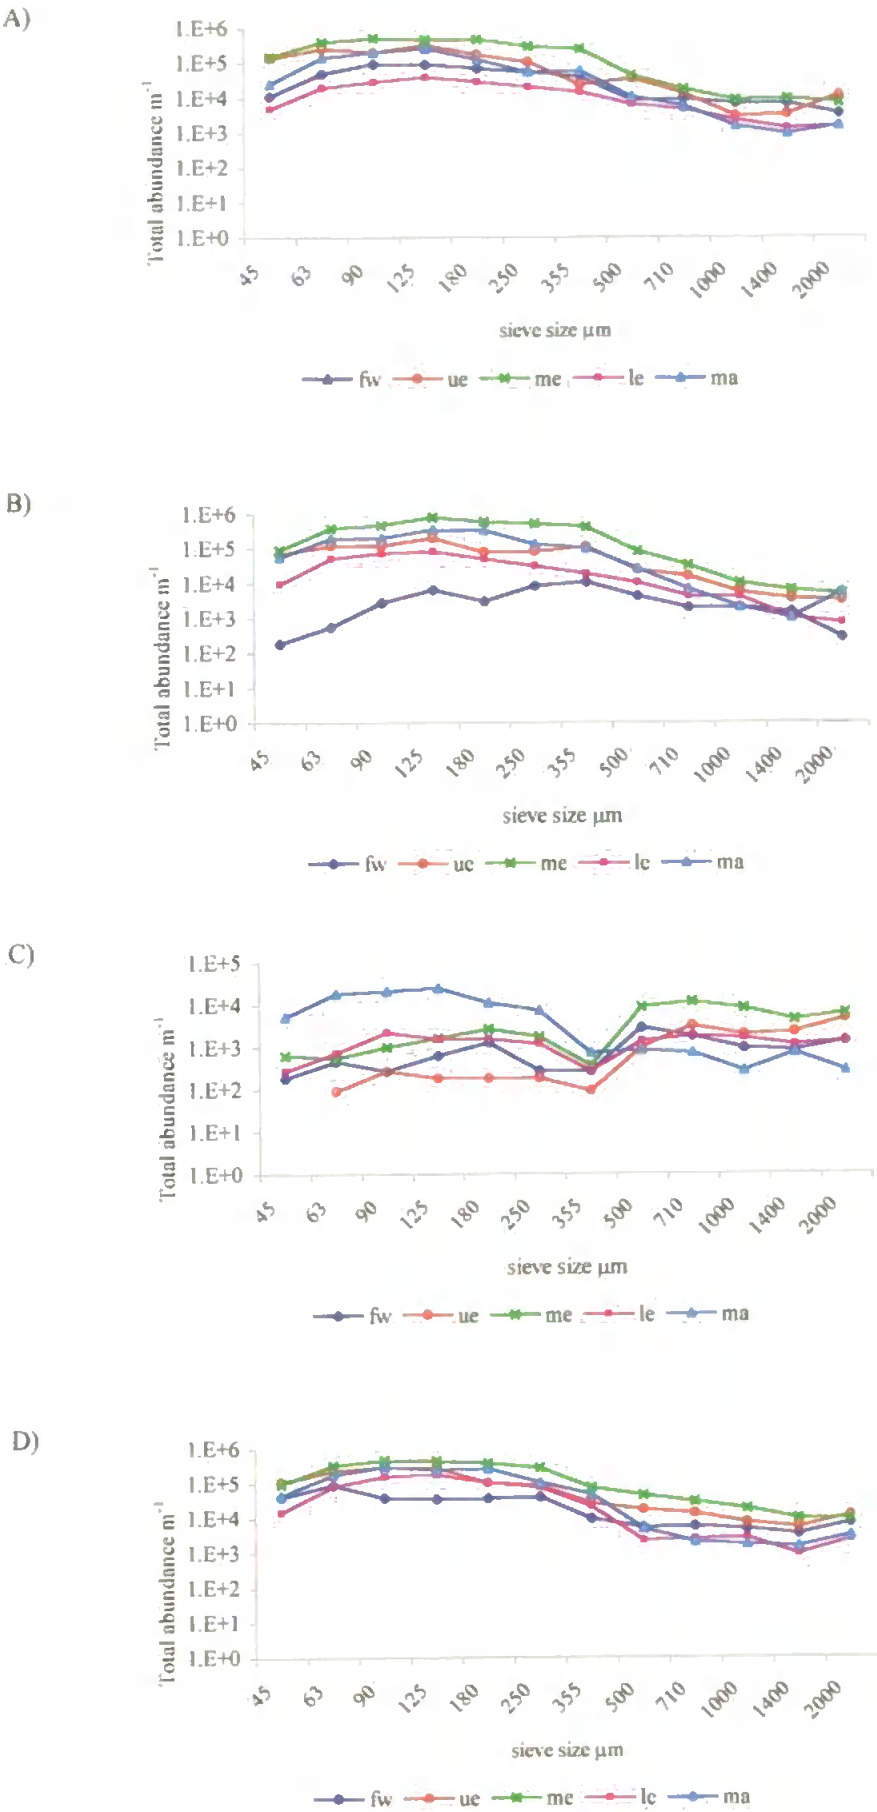 A)
1.E+6
1.E+5
1.E+4
1.E+3
1.E+2
1.E+1
1.E+0
Total abundance m-1
45 63 90 125 180 250 355 500 710 1000 1400 2000
sieve size µm
fw ue me le ma
B)
1.E+6
1.E+5
1.E+4
1.E+3
1.E+2
1.E+1
1.E+0
Total abundance m-1
45 63 90 125 180 250 355 500 710 1000 1400 2000
sieve size µm
fw ue me le ma
C)
1.E+5
1.E+4
1.E+3
1.E+2
1.E+1
1.E+0
Total abundance m-1
45 63 90 125 180 250 355 500 710 1000 1400 2000
sieve size µm
fw ue me le ma
D)
1.E+6
1.E+5
1.E+4
1.E+3
1.E+2
1.E+1
1.E+0
Total abundance m-1
45 63 90 125 180 250 355 500 710 1000 1400 2000
sieve size µm
fw ue me le ma